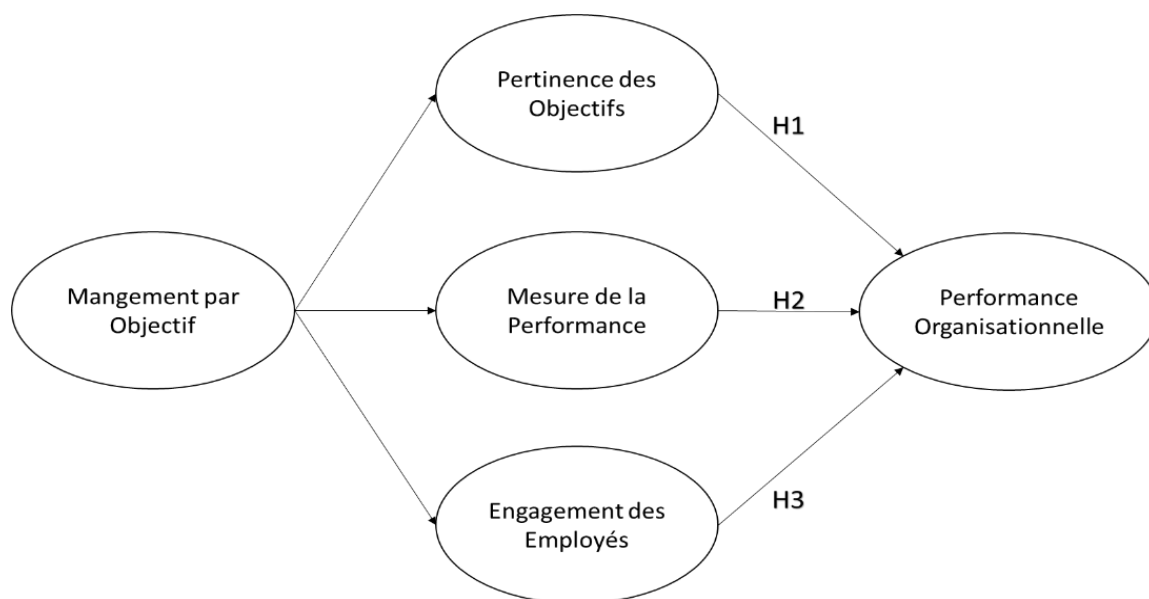 Pertinence des
Objectifs
H1
Mangement par
Objectif
Mesure de la
Performance
H2
Performance
Organisationnelle
H3
Engagement des
Employés